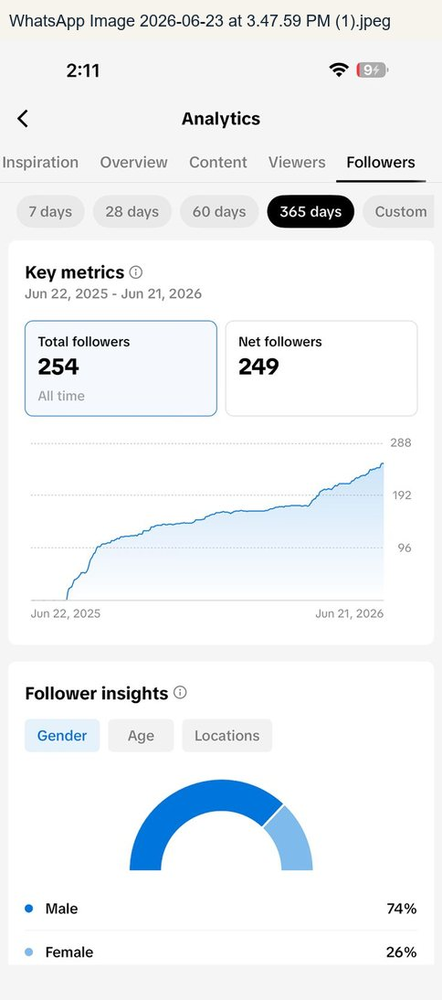 WhatsApp Image 2026-06-23 at 3.47.59 PM (1).jpeg
2:11
9
Analytics
Inspiration Overview Content Viewers Followers
7 days 28 days 60 days 365 days Custom
Key metrics
Jun 22, 2025 - Jun 21, 2026
Total followers Net followers
254 249
All time
288
192
96
Jun 22, 2025 Jun 21, 2026
Follower insights
Gender Age Locations
Male 74%
Female 26%